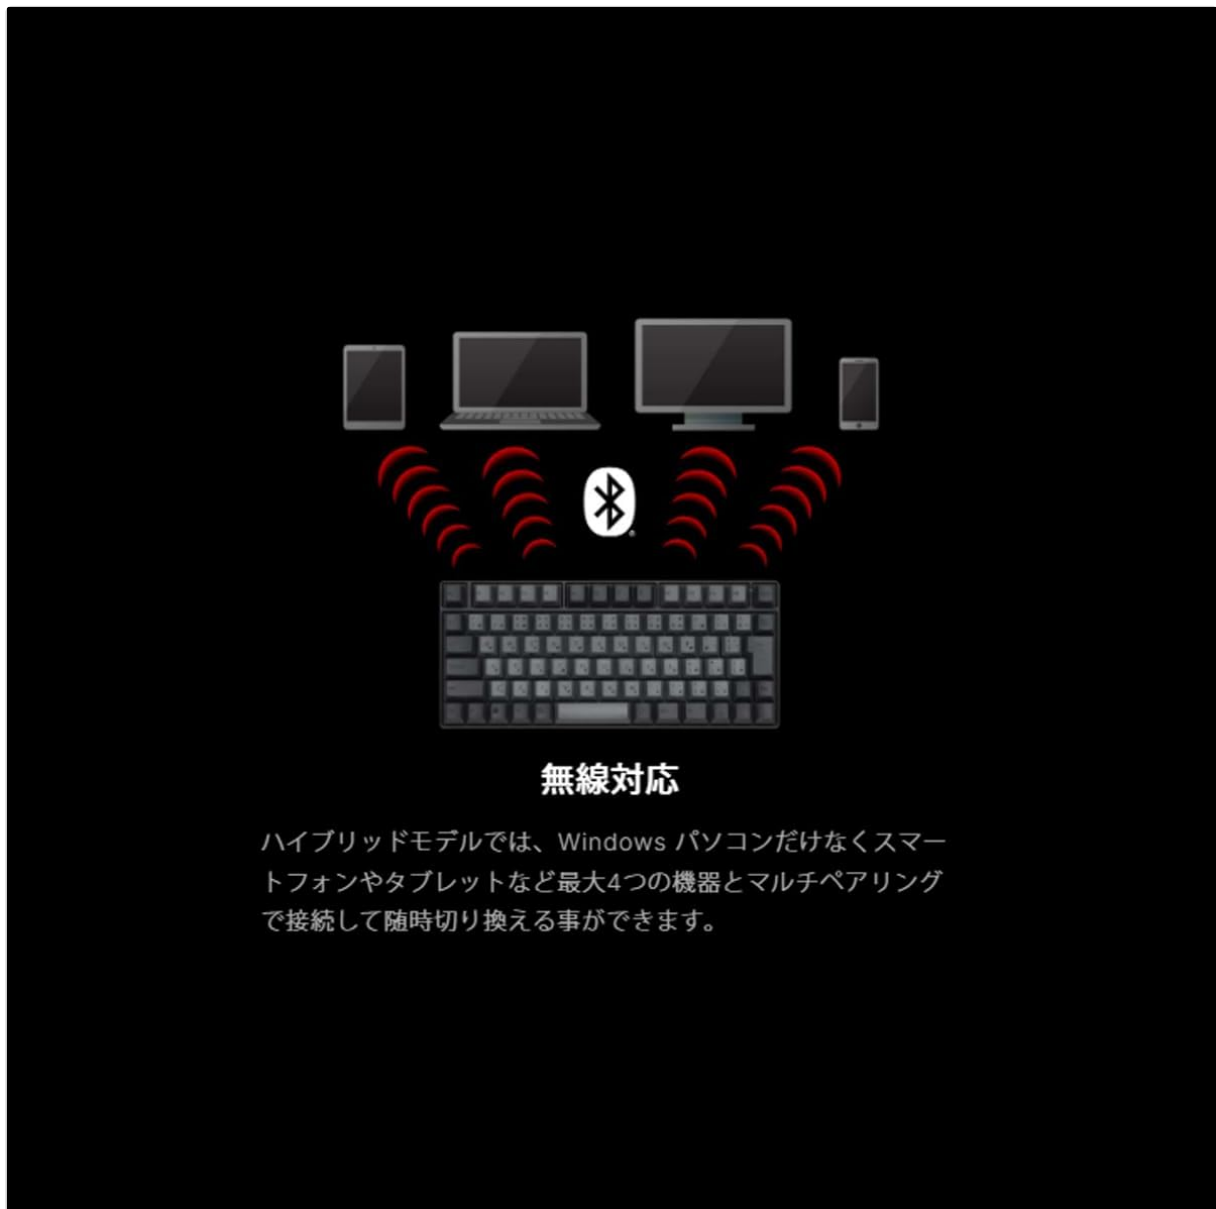 無線対応
ハイブリッドモデルでは、Windows パソコンだけなくスマー
トフォンやタブレットなど最大4つの機器とマルチペアリング
で接続して随時切り換える事ができます。